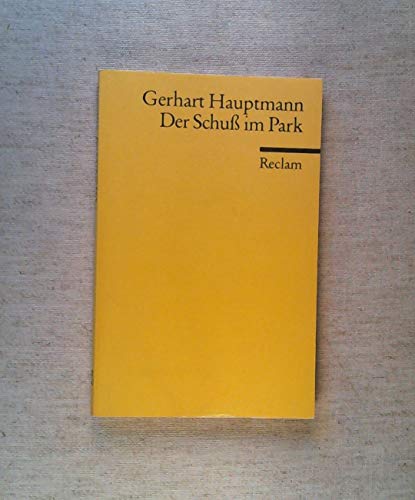 Gerhart Hauptmann
Der Schuß im Park
Reclam